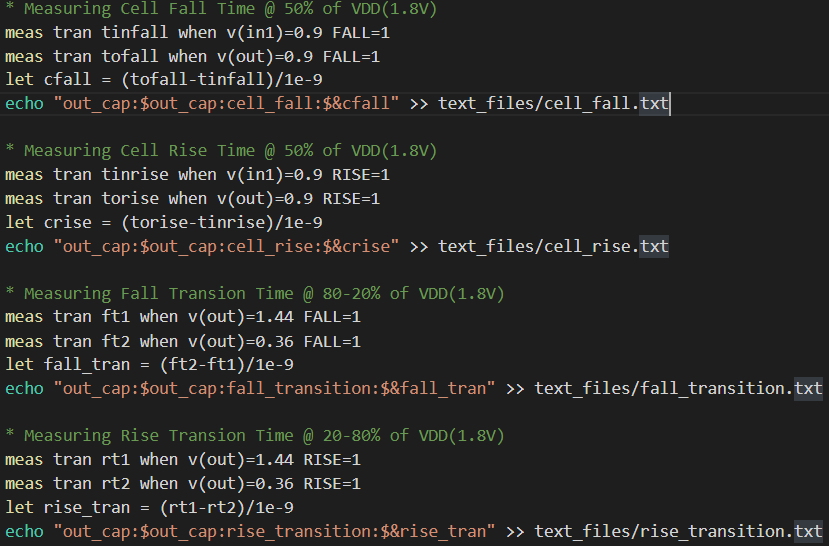 * Measuring Cell Fall Time @ 50% of VDD(1.8V)
meas tran tinfall when v(in1)=0.9 FALL=1
meas tran tofall when v(out)=0.9 FALL=1
let cfall = (tofall-tinfall)/1e-9
echo "out_cap:$out_cap:cell_fall:$&cfall" >> text_files/cell_fall.txt
* Measuring Cell Rise Time @ 50% of VDD(1.8V)
meas tran tinrise when v(in1)=0.9 RISE=1
meas tran torise when v(out)=0.9 RISE=1
let crise = (torise-tinrise)/1e-9
echo "out_cap:$out_cap:cell_rise:$&crise" >> text_files/cell_rise.txt
* Measuring Fall Transion Time @ 80-20% of VDD(1.8V)
meas tran ft1 when v(out)=1.44 FALL=1
meas tran ft2 when v(out)=0.36 FALL=1
let fall_tran = (ft2-ft1)/1e-9
echo "out_cap:$out_cap:fall_transition:$&fall_tran" >> text_files/fall_transition.txt
* Measuring Rise Transion Time @ 20-80% of VDD(1.8V)
meas tran rt1 when v(out)=1.44 RISE=1
meas tran rt2 when v(out)=0.36 RISE=1
let rise_tran = (rt1-rt2)/1e-9
echo "out_cap:$out_cap:rise_transition:$&rise_tran" >> text_files/rise_transition.txt